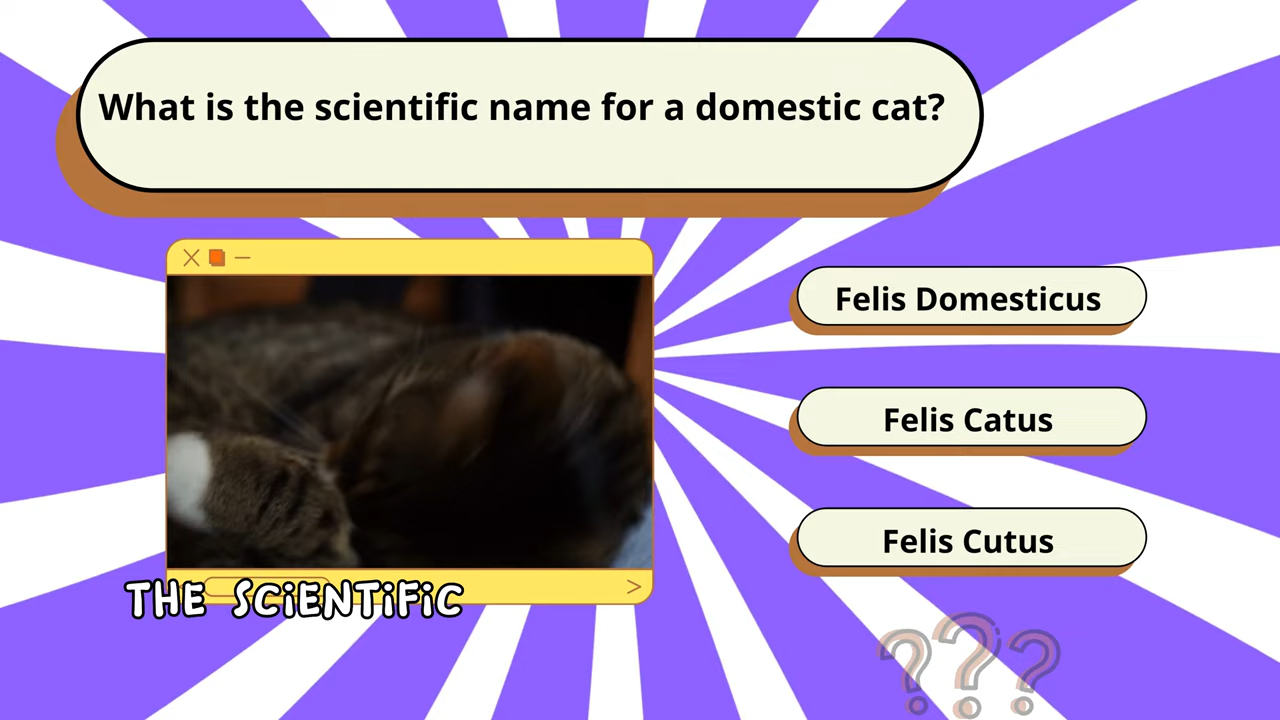 What is the scientific name for a domestic cat?
Felis Domesticus
Felis Catus
Felis Cutus
THE SCiENTiFiC
???